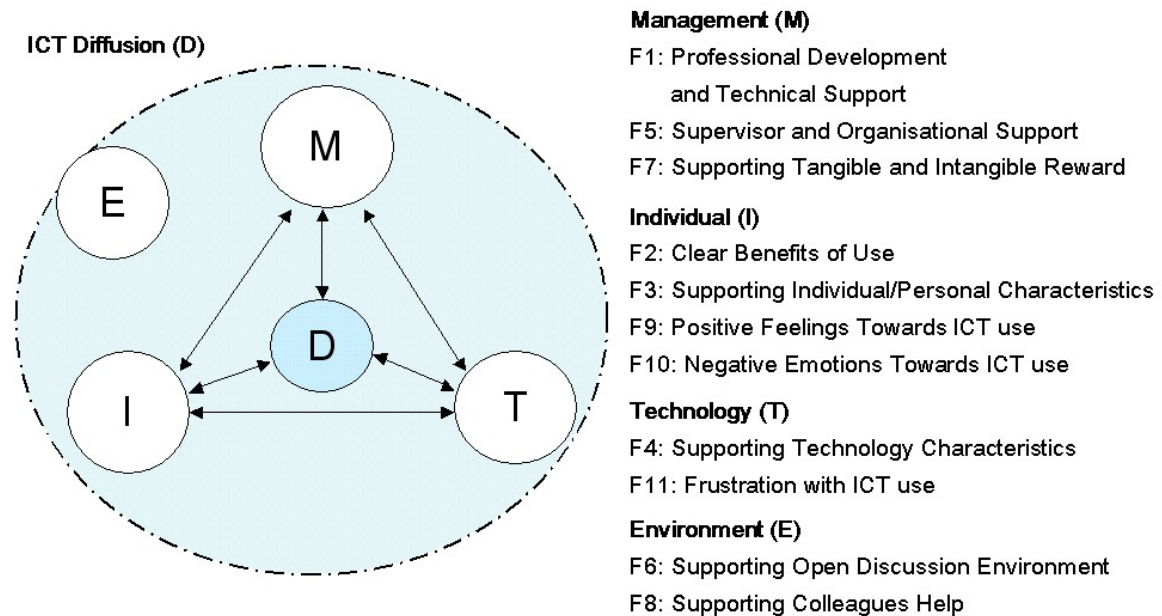 ICT Diffusion (D)
M
E
D
I
T
Management (M)
F1: Professional Development
and Technical Support
F5: Supervisor and Organisational Support
F7: Supporting Tangible and Intangible Reward
Individual (I)
F2: Clear Benefits of Use
F3: Supporting Individual/Personal Characteristics
F9: Positive Feelings Towards ICT use
F10: Negative Emotions Towards ICT use
Technology (T)
F4: Supporting Technology Characteristics
F11: Frustration with ICT use
Environment (E)
F6: Supporting Open Discussion Environment
F8: Supporting Colleagues Help